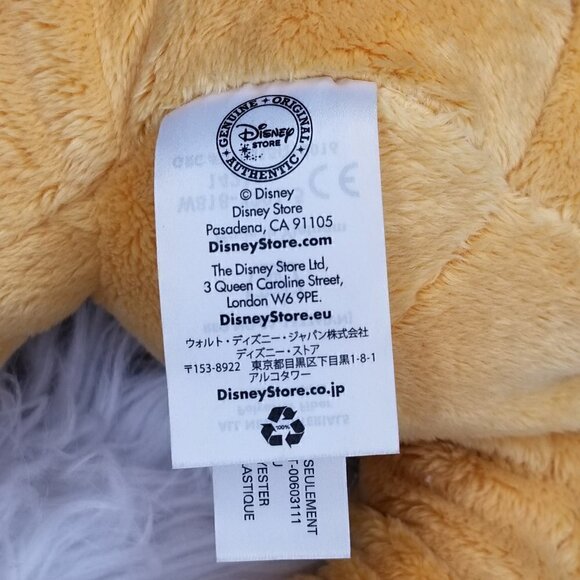 GENUINE • ORIGINAL • AUTHENTIC
Disney
STORE
© Disney
Disney Store
Pasadena, CA 91105
DisneyStore.com
The Disney Store Ltd,
3 Queen Caroline Street,
London W6 9PE.
DisneyStore.eu
ウォルト・ディズニー・ジャパン株式会社
ディズニー・ストア
〒153-8922 東京都目黒区下目黒1-8-1
アルコタワー
DisneyStore.co.jp
100%
SEULEMENT
T-00603111
YESTER
ASTIQUE